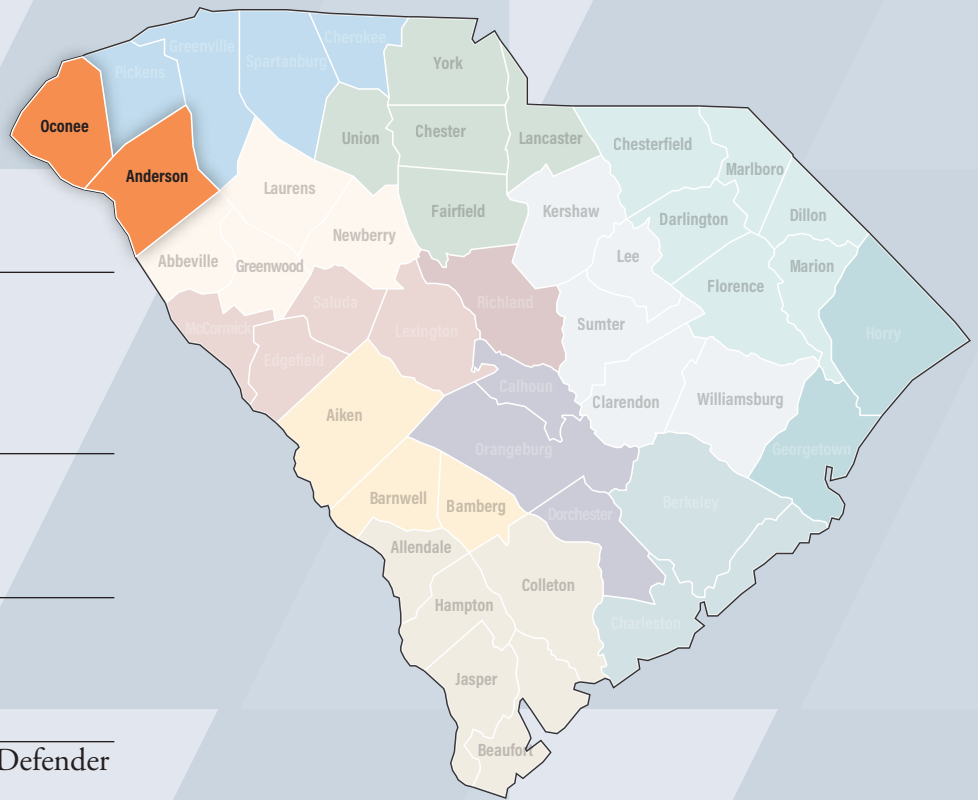 Cherokee
Greenville
Spartanburg
York
Pickens
Oconee
Union
Chester
Lancaster
Chesterfield
Marlboro
Anderson
Laurens
Fairfield
Kershaw
Darlington
Dillon
Newberry
Abbeville
Greenwood
Lee
Marion
Florence
Saluda
Richland
McCormick
Lexington
Sumter
Horry
Edgefield
Calhoun
Clarendon
Williamsburg
Aiken
Orangeburg
Georgetown
Barnwell
Bamberg
Dorchester
Berkeley
Allendale
Colleton
Hampton
Charleston
Jasper
Beaufort
Defender